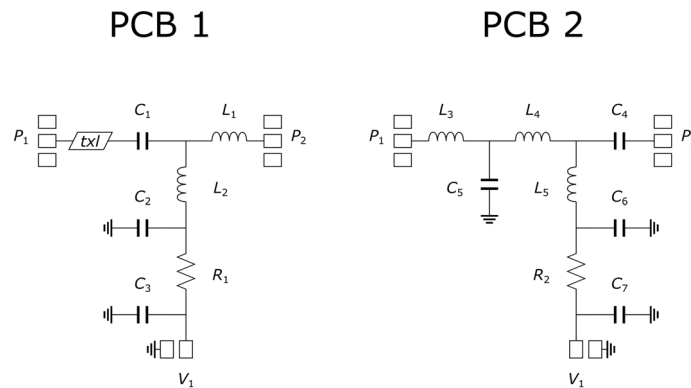 PCB 1 PCB 2
C1 L1 L3 L4 C4
P1 txl P2 P1 P
C2 L2 C5 L5 C6
R1 R2
C3 C7
V1 V1